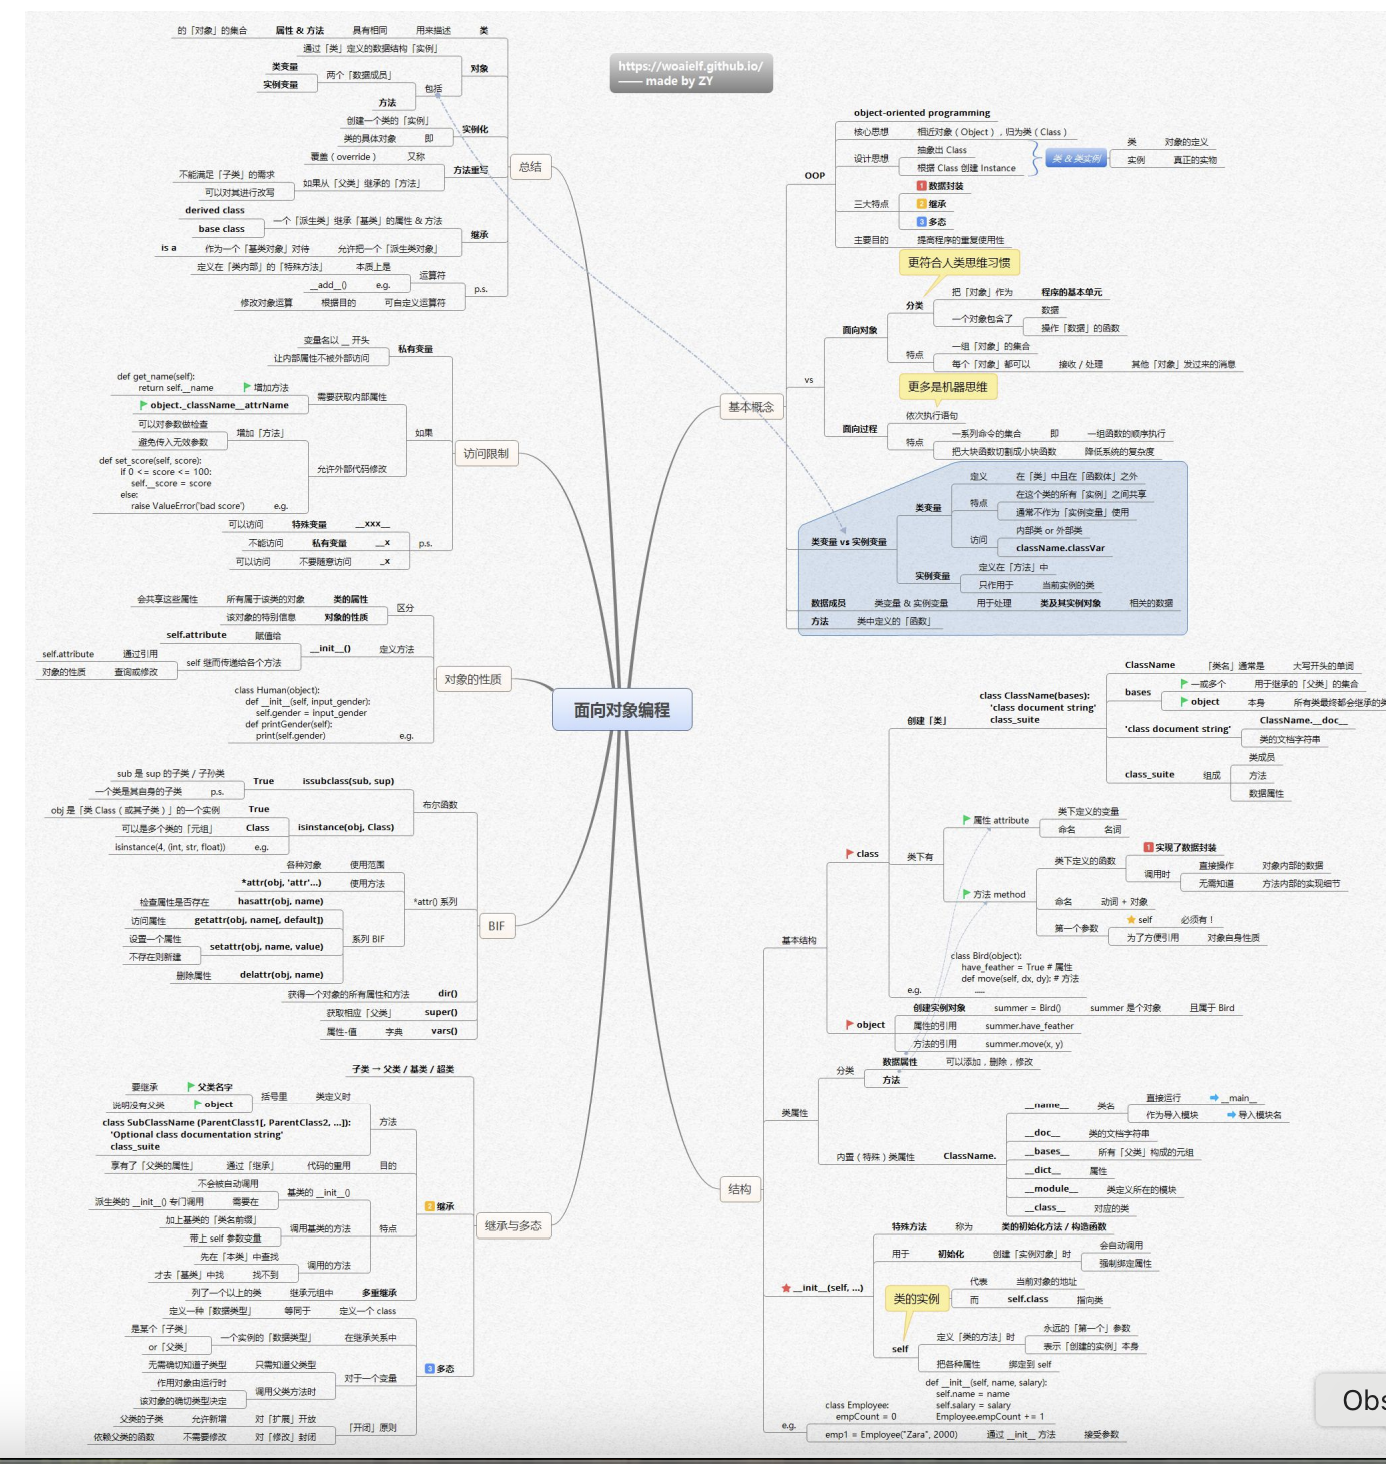 https://woaielf.github.io/
—— made by ZY
面向对象编程
总结
的「对象」的集合 属性 & 方法 具有相同 用来描述 类
通过「类」定义的数据结构「实例」
对象
类变量
实例变量
两个「数据成员」
方法
包括
创建一个类的「实例」
类的具体对象 即
实例化
覆盖（override） 又称
方法重写
不能满足「子类」的需求
可以对其进行改写
如果从「父类」继承的「方法」
derived class
base class
一个「派生类」继承「基类」的属性 & 方法
继承
is a 作为一个「基类对象」对待 允许把一个「派生类对象」
定义在「类内部」的「特殊方法」 本质上是
__add__() e.g.
运算符
修改对象运算 根据目的 可自定义运算符
p.s.
访问限制
变量名以 __ 开头
让内部属性不被外部访问
私有变量
def get_name(self):
return self.__name
增加方法
object._className__attrName
需要获取内部属性
可以对参数做检查
避免传入无效参数
增加「方法」
如果
def set_score(self, score):
if 0 <= score <= 100:
self.__score = score
else:
raise ValueError('bad score') e.g.
允许外部代码修改
可以访问 特殊变量 __xxx__
不能访问 私有变量 __x
可以访问 不要随意访问 _x
p.s.
对象的性质
会共享这些属性 所有属于该类的对象 类的属性
该对象的特别信息 对象的性质
区分
self.attribute 赋值给
self.attribute 通过引用
对象的性质 查询或修改
self 继而传递给各个方法
__init__() 定义方法
class Human(object):
def __init__(self, input_gender):
self.gender = input_gender
def printGender(self):
print(self.gender) e.g.
BIF
sub 是 sup 的子类 / 子孙类
一个类是其自身的子类 p.s.
True issubclass(sub, sup)
布尔函数
obj 是「类 Class（或其子类）」的一个实例 True
可以是多个类的「元组」 Class
isinstance(obj, Class)
isinstance(4, (int, str, float)) e.g.
各种对象 使用范围
*attr(obj, 'attr'...) 使用方法
*attr() 系列
检查属性是否存在 hasattr(obj, name)
访问属性 getattr(obj, name[, default])
设置一个属性
不存在则新建
setattr(obj, name, value)
系列 BIF
删除属性 delattr(obj, name)
获得一个对象的所有属性和方法 dir()
获取相应「父类」 super()
属性-值 字典 vars()
继承与多态
子类 → 父类 / 基类 / 超类
要继承 父类名字
说明没有父类 object
括号里 类定义时
class SubClassName (ParentClass1[, ParentClass2, ...]):
'Optional class documentation string'
class_suite
方法
享有了「父类的属性」 通过「继承」 代码的重用 目的
不会被自动调用
派生类的 __init__() 专门调用 需要在
基类的 __init__()
2 继承
加上基类的「类名前缀」
带上 self 参数变量
调用基类的方法
特点
先在「本类」中查找
才去「基类」中找 找不到
调用的方法
列了一个以上的类 继承元组中 多重继承
定义一种「数据类型」 等同于 定义一个 class
是某个「子类」
or「父类」
一个实例的「数据类型」 在继承关系中
3 多态
无需确切知道子类型 只需知道父类型
作用对象由运行时
该对象的确切类型决定
调用父类方法时
对于一个变量
父类的子类 允许新增 对「扩展」开放
依赖父类的函数 不需要修改 对「修改」封闭
「开闭」原则
基本概念
OOP
object-oriented programming
核心思想 相近对象（Object），归为类（Class）
设计思想
抽象出 Class
根据 Class 创建 Instance
类 & 类实例
类 对象的定义
实例 真正的实物
三大特点
1 数据封装
2 继承
3 多态
主要目的 提高程序的重复使用性
更符合人类思维习惯
vs
面向对象
分类
把「对象」作为 程序的基本单元
一个对象包含了
数据
操作「数据」的函数
特点
一组「对象」的集合
每个「对象」都可以 接收 / 处理 其他「对象」发过来的消息
更多是机器思维
面向过程
依次执行语句
特点
一系列命令的集合 即 一组函数的顺序执行
把大块函数切割成小块函数 降低系统的复杂度
类变量 vs 实例变量
类变量
定义 在「类」中且在「函数体」之外
特点
在这个类的所有「实例」之间共享
通常不作为「实例变量」使用
访问
内部类 or 外部类
className.classVar
实例变量
定义在「方法」中
只作用于 当前实例的类
数据成员 类变量 & 实例变量 用于处理 类及其实例对象 相关的数据
方法 类中定义的「函数」
结构
基本结构
class
创建「类」
class ClassName(bases):
'class document string'
class_suite
ClassName 「类名」通常是 大写开头的单词
bases
一或多个 用于继承的「父类」的集合
object 本身 所有类最终都会继承的类
'class document string'
ClassName.__doc__
类的文档字符串
class_suite 组成
类成员
方法
数据属性
类下有
属性 attribute
类下定义的变量
命名 名词
方法 method
类下定义的函数
1 实现了数据封装
调用时
直接操作 对象内部的数据
无需知道 方法内部的实现细节
命名 动词 + 对象
第一个参数
self 必须有！
为了方便引用 对象自身性质
e.g.
class Bird(object):
have_feather = True # 属性
def move(self, dx, dy): # 方法
......
object
创建实例对象 summer = Bird() summer 是个对象 且属于 Bird
属性的引用 summer.have_feather
方法的引用 summer.move(x, y)
类属性
分类
数据属性 可以添加，删除，修改
方法
内置（特殊）类属性 ClassName.
__name__ 类名
直接运行 __main__
作为导入模块 导入模块名
__doc__ 类的文档字符串
__bases__ 所有「父类」构成的元组
__dict__ 属性
__module__ 类定义所在的模块
__class__ 对应的类
__init__(self, ...)
特殊方法 称为 类的初始化方法 / 构造函数
用于 初始化 创建「实例对象」时
会自动调用
强制绑定属性
类的实例
代表 当前对象的地址
而 self.class 指向类
self
定义「类的方法」时
永远的「第一个」参数
表示「创建的实例」本身
把各种属性 绑定到 self
e.g.
class Employee:
empCount = 0
def __init__(self, name, salary):
self.name = name
self.salary = salary
Employee.empCount += 1
emp1 = Employee("Zara", 2000) 通过 __init__ 方法 接受参数
Obs